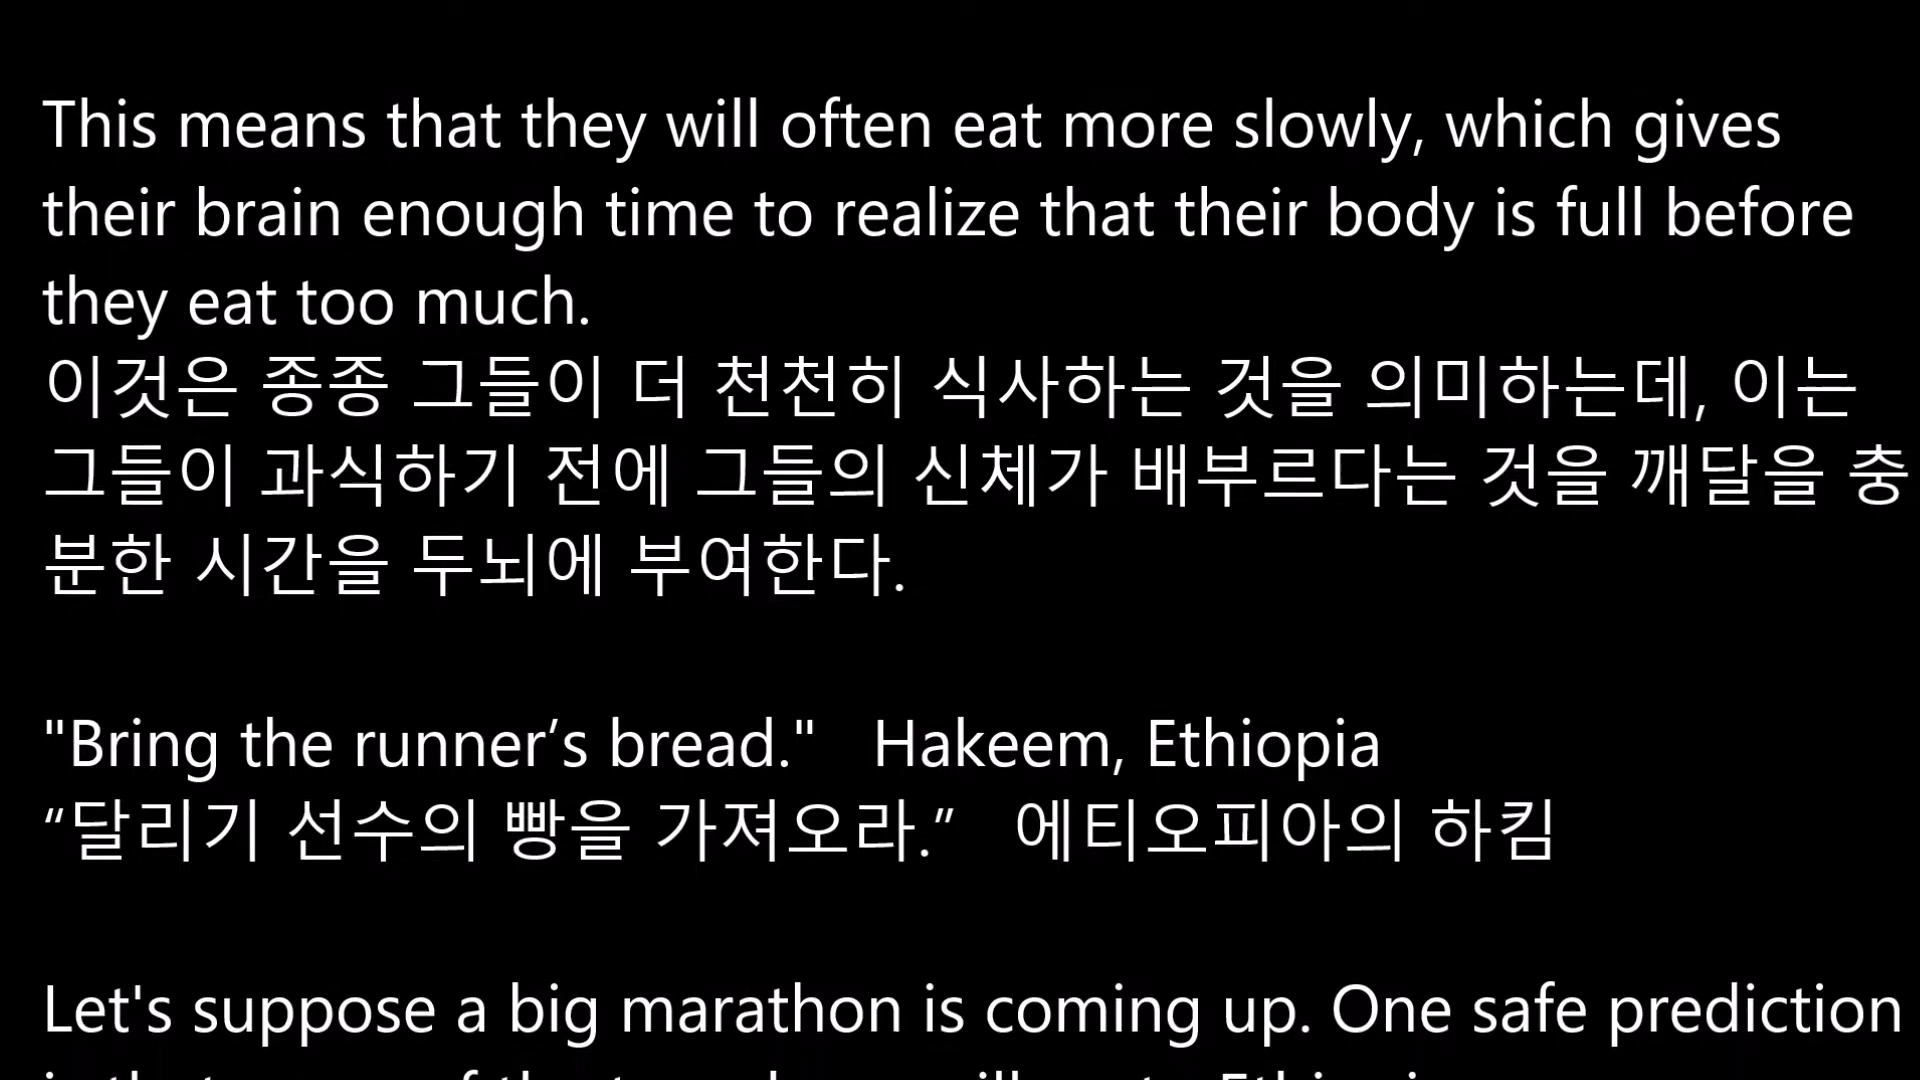 This means that they will often eat more slowly, which gives
their brain enough time to realize that their body is full before
they eat too much.
이것은 종종 그들이 더 천천히 식사하는 것을 의미하는데, 이는
그들이 과식하기 전에 그들의 신체가 배부르다는 것을 깨달을 충
분한 시간을 두뇌에 부여한다.
"Bring the runner’s bread."   Hakeem, Ethiopia
“달리기 선수의 빵을 가져오라.”   에티오피아의 하킴
Let's suppose a big marathon is coming up. One safe prediction